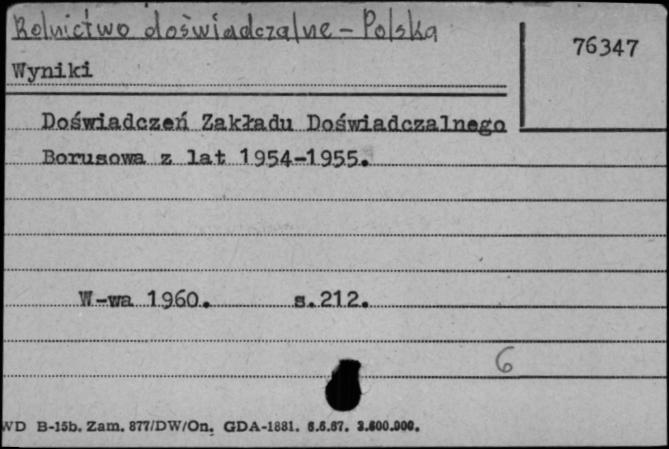 Rolnictwo doświadczalne - Polska
76347
Wyniki
Doświadczeń Zakładu Doświadczalnego
Borusowa z lat 1954-1955.
W-wa 1960. s.212.
6
WD B-15b. Zam. 877/DW/On. GDA-1881. 6.6.67. 3.600.000.